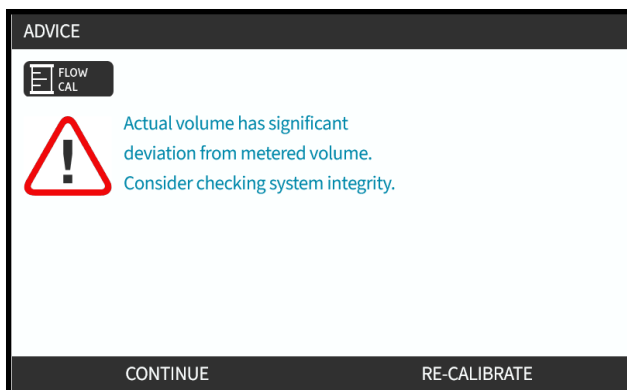 ADVICE
FLOW
CAL
Actual volume has significant
deviation from metered volume.
Consider checking system integrity.
CONTINUE RE-CALIBRATE